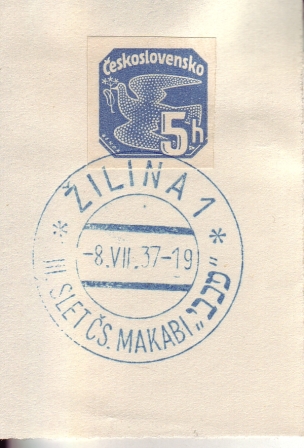 Československo
5h
* ŽILINA 1 *
-8.VII.37-19
III. SLET ČS. MAKABI „מכבי”